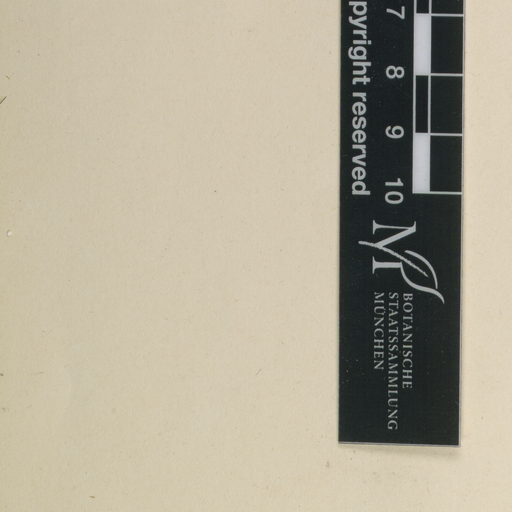 pyright reserved
7 8 9 10
BOTANISCHE
STAATSSAMMLUNG
MÜNCHEN